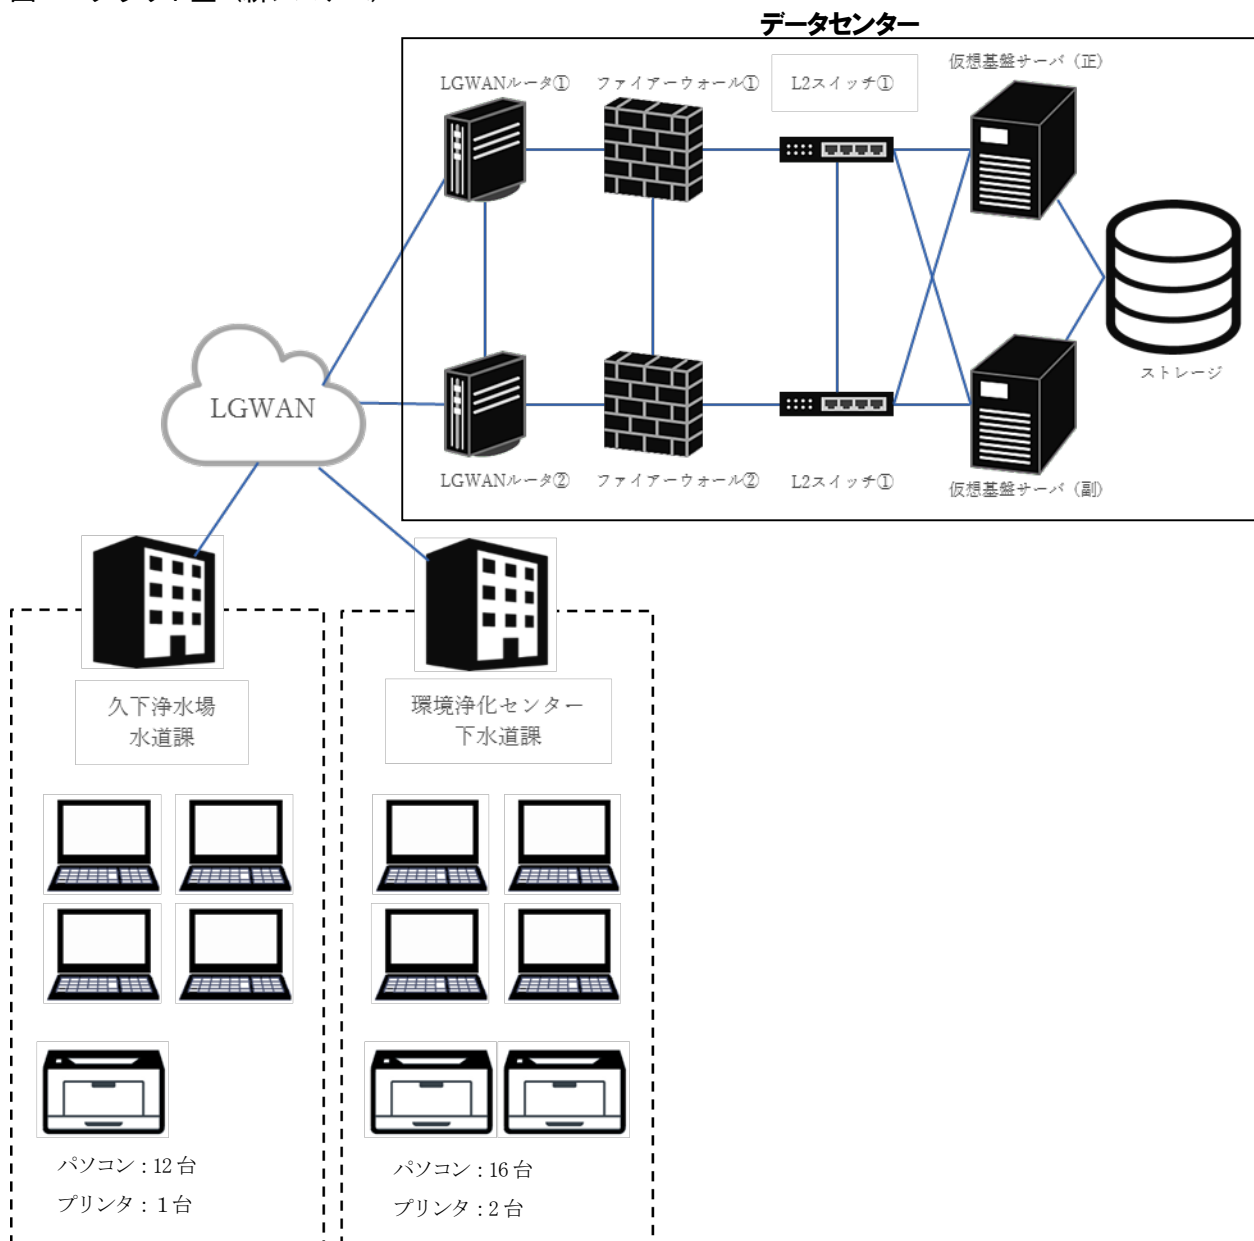 データセンター
LGWANルータ①
ファイアーウォール①
L2スイッチ①
仮想基盤サーバ（正）
ストレージ
LGWAN
LGWANルータ②
ファイアーウォール②
L2スイッチ①
仮想基盤サーバ（副）
久下浄水場
水道課
環境浄化センター
下水道課
パソコン：12台
プリンタ：１台
パソコン：16台
プリンタ：2台